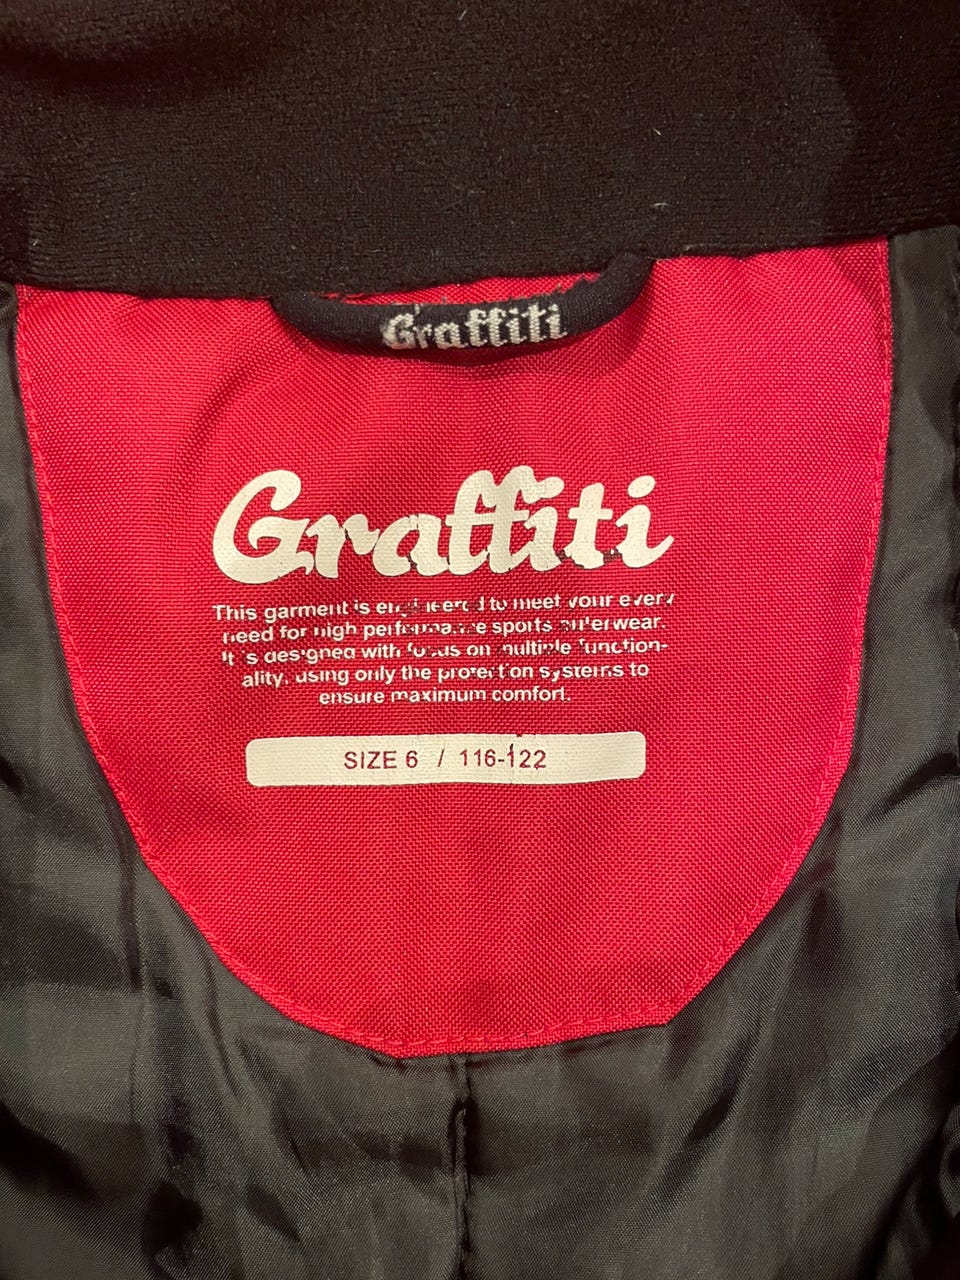 Graffiti
Graffiti
This garment is engineered to meet your every
need for high performance sports outerwear.
It is designed with focus on multiple function-
ality, using only the protection systems to
ensure maximum comfort.
SIZE 6 / 116-122